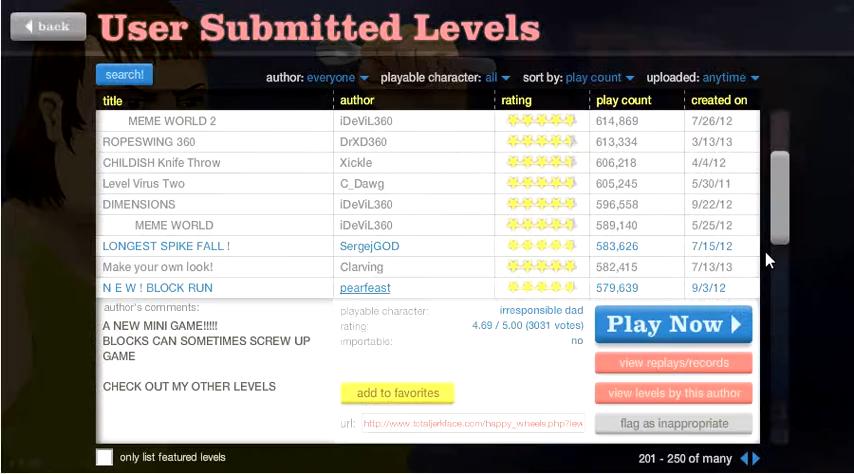 back
User Submitted Levels
search!
author: everyone playable character: all sort by: play count uploaded: anytime
title author rating play count created on
MEME WORLD 2 iDeViL360 614,869 7/26/12
ROPESWING 360 DrXD360 613,334 3/13/13
CHILDISH Knife Throw Xickle 606,218 4/4/12
Level Virus Two C_Dawg 605,245 5/30/11
DIMENSIONS iDeViL360 596,558 9/22/12
MEME WORLD iDeViL360 589,140 5/25/12
LONGEST SPIKE FALL ! SergejGOD 583,626 7/15/12
Make your own look! Clarving 582,415 7/13/13
N E W ! BLOCK RUN pearfeast 579,639 9/3/12
author's comments:
A NEW MINI GAME!!!!!
BLOCKS CAN SOMETIMES SCREW UP
GAME
CHECK OUT MY OTHER LEVELS
playable character: irresponsible dad
rating: 4.69 / 5.00 (3031 votes)
importable: no
add to favorites
url: http://www.totaljerkface.com/happy_wheels.php?lev
Play Now
view replays/records
view levels by this author
flag as inappropriate
only list featured levels
201 - 250 of many